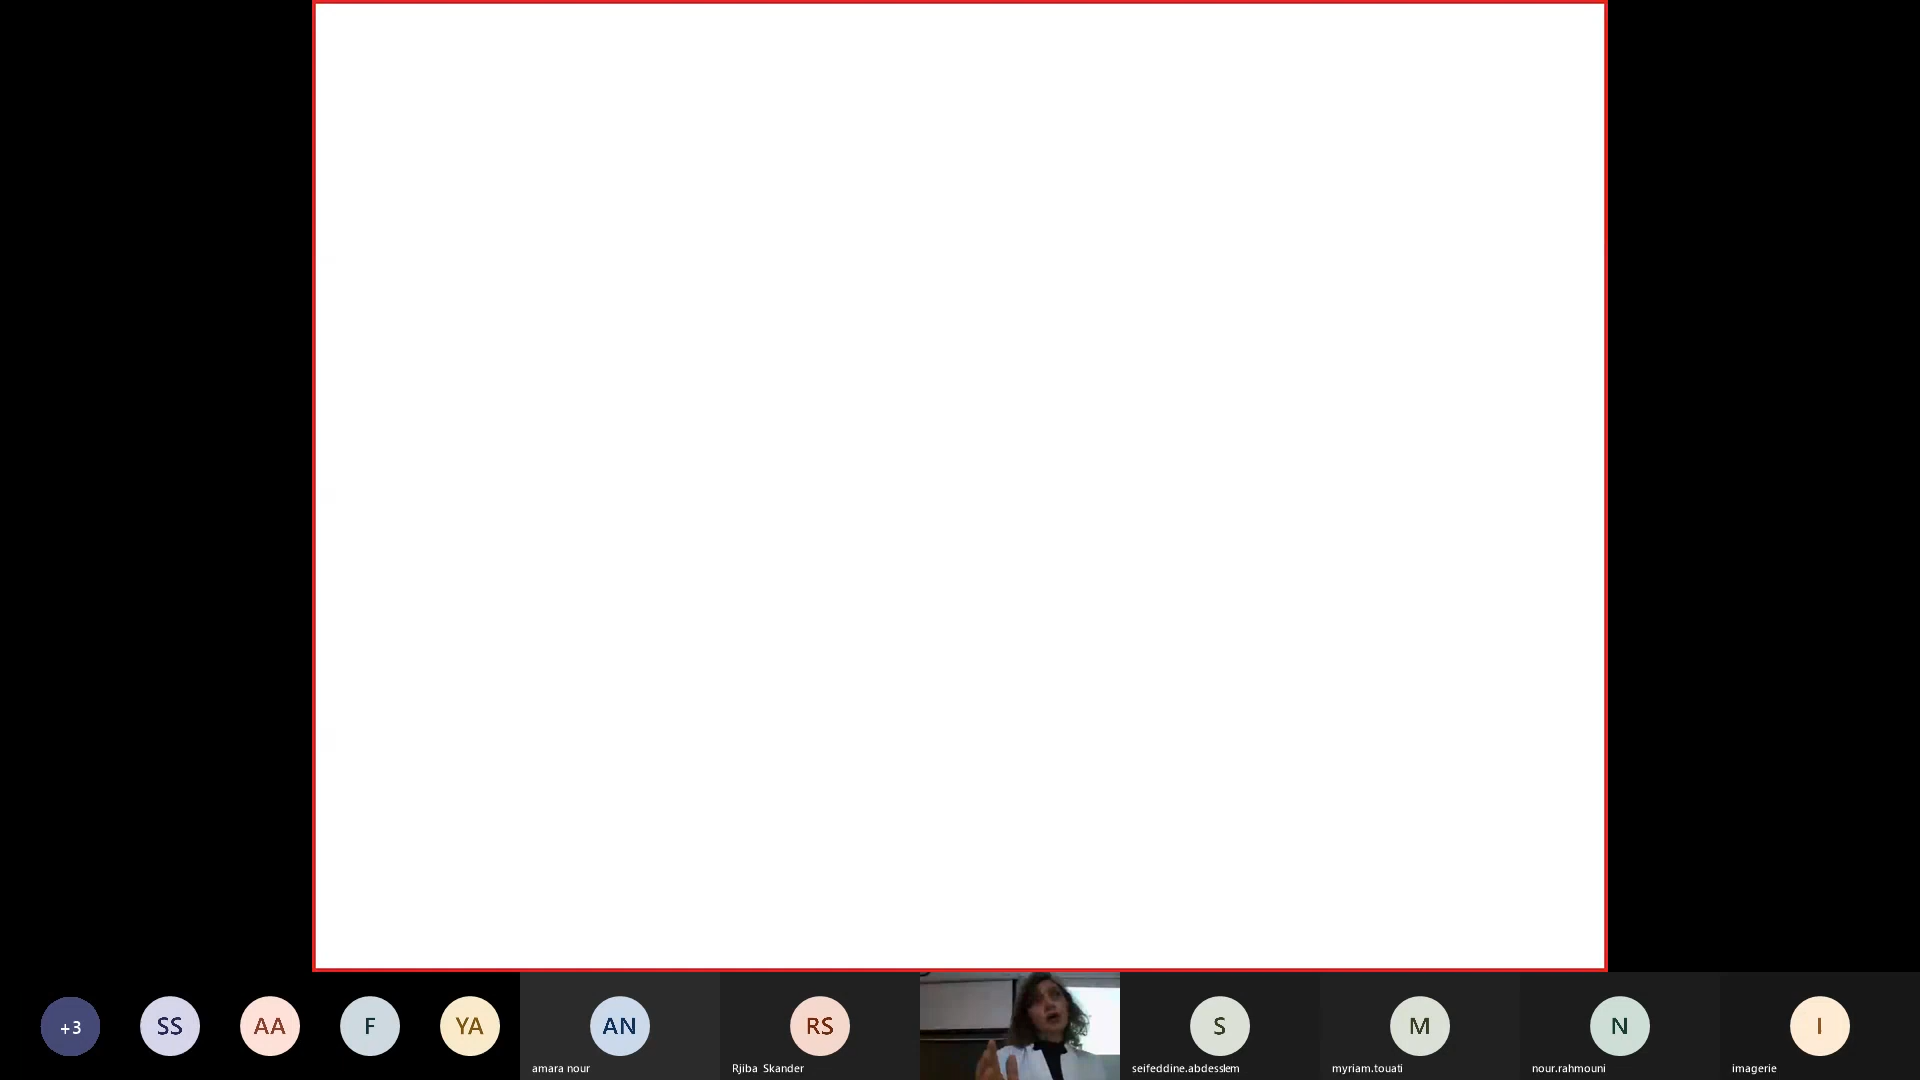 +3
SS
AA
F
YA
AN
RS
S
M
N
I
amara nour
Rjiba Skander
seifeddine.abdesslem
myriam.touati
nour.rahmouni
imagerie